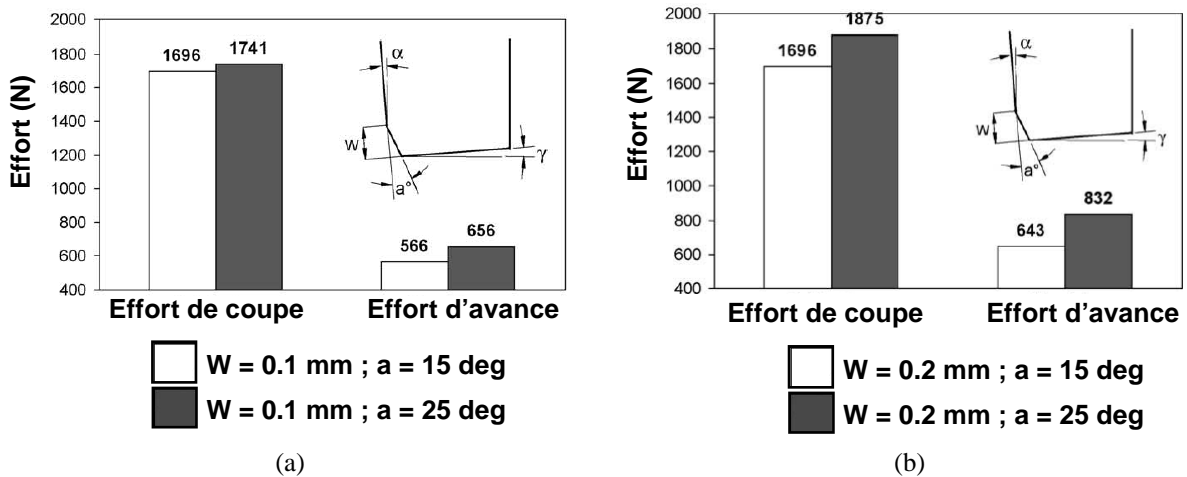 2000
1800
1600
1400
1200
1000
800
600
400
Effort (N)
1696
1741
566
656
α
W
a°
γ
Effort de coupe
Effort d’avance
W = 0.1 mm ; a = 15 deg
W = 0.1 mm ; a = 25 deg
(a)
2000
1800
1600
1400
1200
1000
800
600
400
Effort (N)
1696
1875
643
832
α
W
a°
γ
Effort de coupe
Effort d’avance
W = 0.2 mm ; a = 15 deg
W = 0.2 mm ; a = 25 deg
(b)